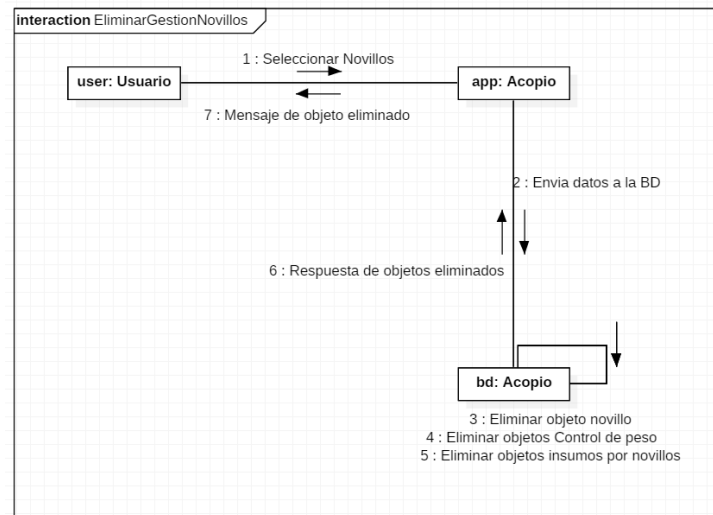 interaction EliminarGestionNovillos
1 : Seleccionar Novillos
user: Usuario
app: Acopio
7 : Mensaje de objeto eliminado
2 : Envia datos a la BD
6 : Respuesta de objetos eliminados
bd: Acopio
3 : Eliminar objeto novillo
4 : Eliminar objetos Control de peso
5 : Eliminar objetos insumos por novillos